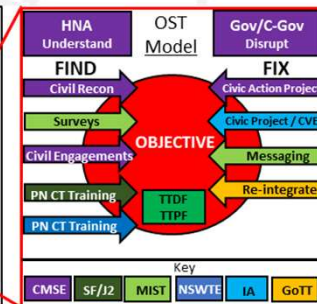 HNA
Understand
OST
Model
Gov/C-Gov
Disrupt
FIND
FIX
Civil Recon
Civic Action Project
Surveys
Civic Project / CVE
OBJECTIVE
Civil Engagements
Messaging
PN CT Training
Re-integrate
TTDF
TTPF
PN CT Training
Key
CMSE
SF/J2
MIST
NSWTE
IA
GoTT